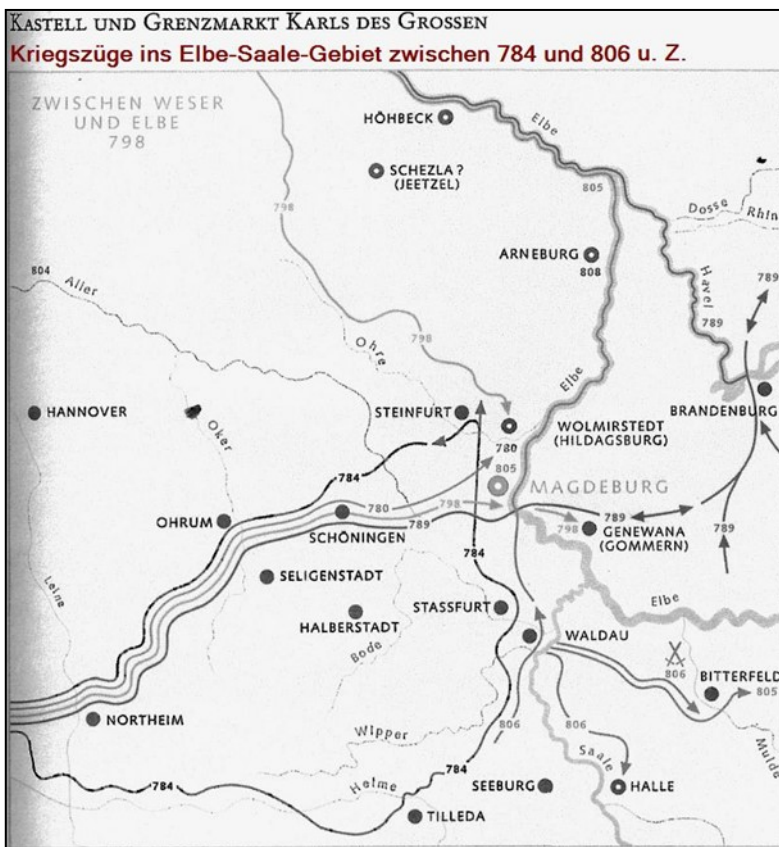 KASTELL UND GRENZMARKT KARLS DES GROSSEN
Kriegszüge ins Elbe-Saale-Gebiet zwischen 784 und 806 u. Z.
ZWISCHEN WESER
UND ELBE
798
HÖHBECK
Elbe
SCHEZLA?
(JEETZEL)
805
798
Dosse
Rhin
ARNEBURG
808
Havel
789
804
Aller
789
798
Ohre
Elbe
HANNOVER
Oker
STEINFURT
BRANDENBURG
WOLMIRSTEDT
(HILDAGSBURG)
780
805
784
MAGDEBURG
780
798
OHRUM
SCHÖNINGEN
789
789
798
GENEWANA
(GOMMERN)
789
784
Leine
SELIGENSTADT
HALBERSTADT
STASSFURT
Bode
Elbe
WALDAU
806
BITTERFELD
805
NORTHEIM
806
806
Wipper
Mulde
784
784
Saale
Helme
SEEBURG
HALLE
TILLEDA